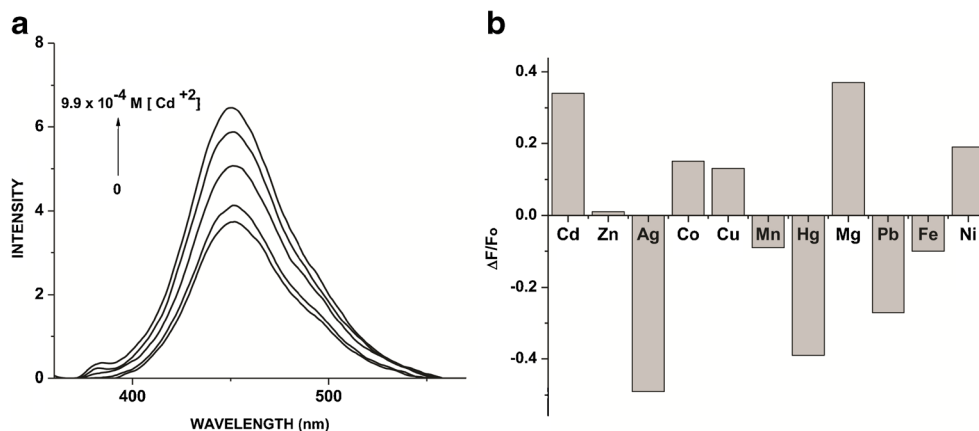 a
8
6
4
2
0
INTENSITY
9.9 x 10-4 M [ Cd +2]
0
400
500
WAVELENGTH (nm)
b
0.4
0.2
0.0
-0.2
-0.4
ΔF/Fo
Cd Zn Ag Co Cu Mn Hg Mg Pb Fe Ni